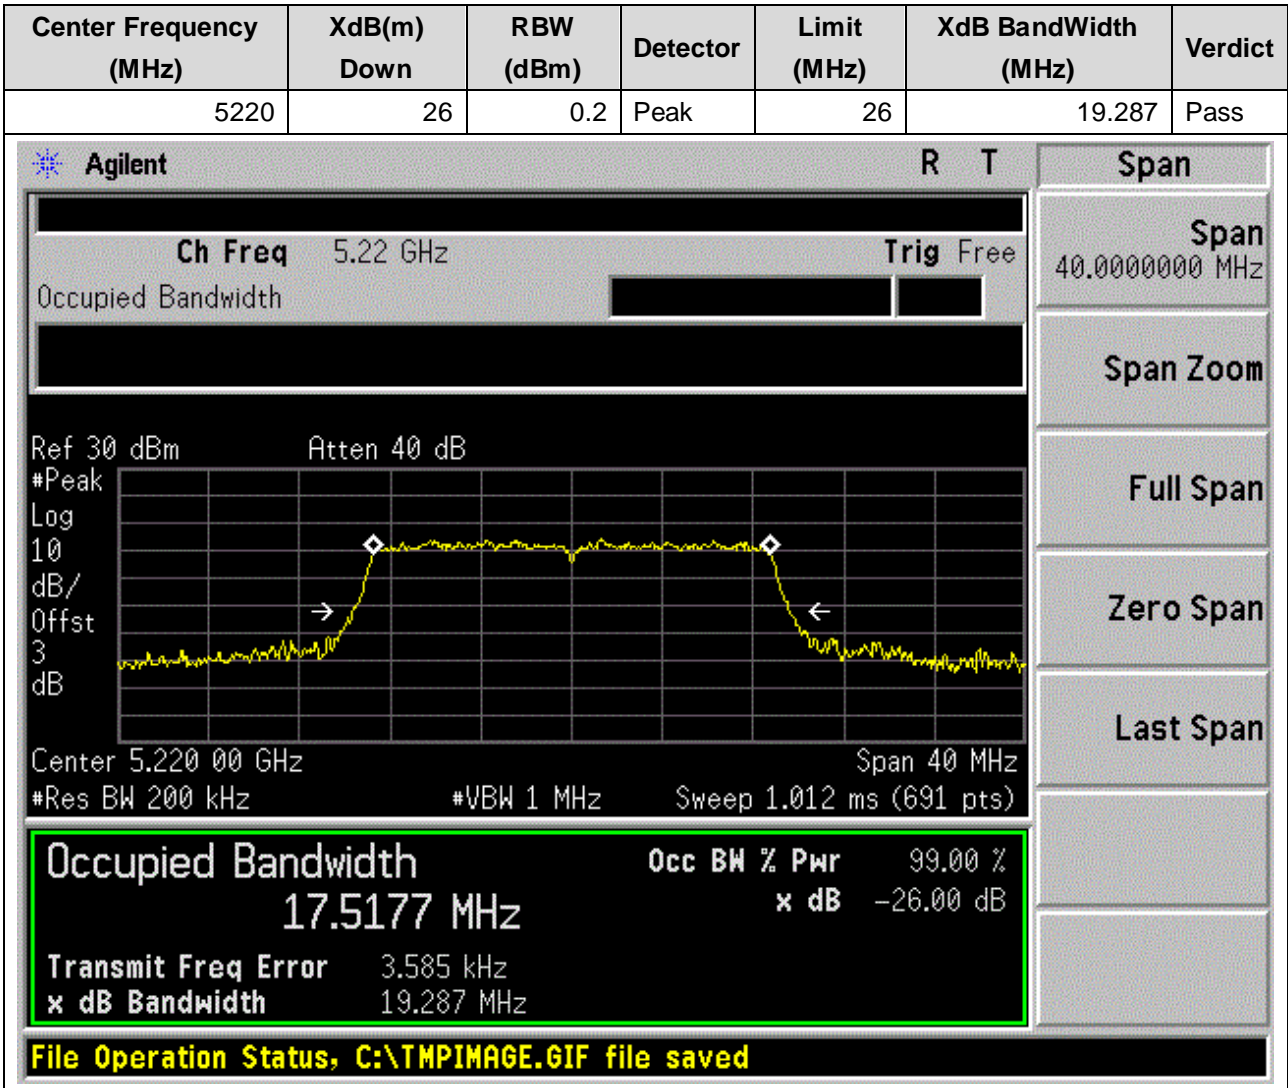 Center Frequency (MHz) XdB(m) Down RBW (dBm) Detector Limit (MHz) XdB BandWidth (MHz) Verdict
5220 26 0.2 Peak 26 19.287 Pass
Agilent R T Span
Ch Freq 5.22 GHz Trig Free
Span
40.0000000 MHz
Occupied Bandwidth
Span Zoom
Ref 30 dBm Atten 40 dB
#Peak
Log
10
dB/
Offst
3
dB
Full Span
Zero Span
Last Span
Center 5.220 00 GHz Span 40 MHz
#Res BW 200 kHz #VBW 1 MHz Sweep 1.012 ms (691 pts)
Occupied Bandwidth Occ BW % Pwr 99.00 %
17.5177 MHz x dB -26.00 dB
Transmit Freq Error 3.585 kHz
x dB Bandwidth 19.287 MHz
File Operation Status, C:\TMPIMAGE.GIF file saved